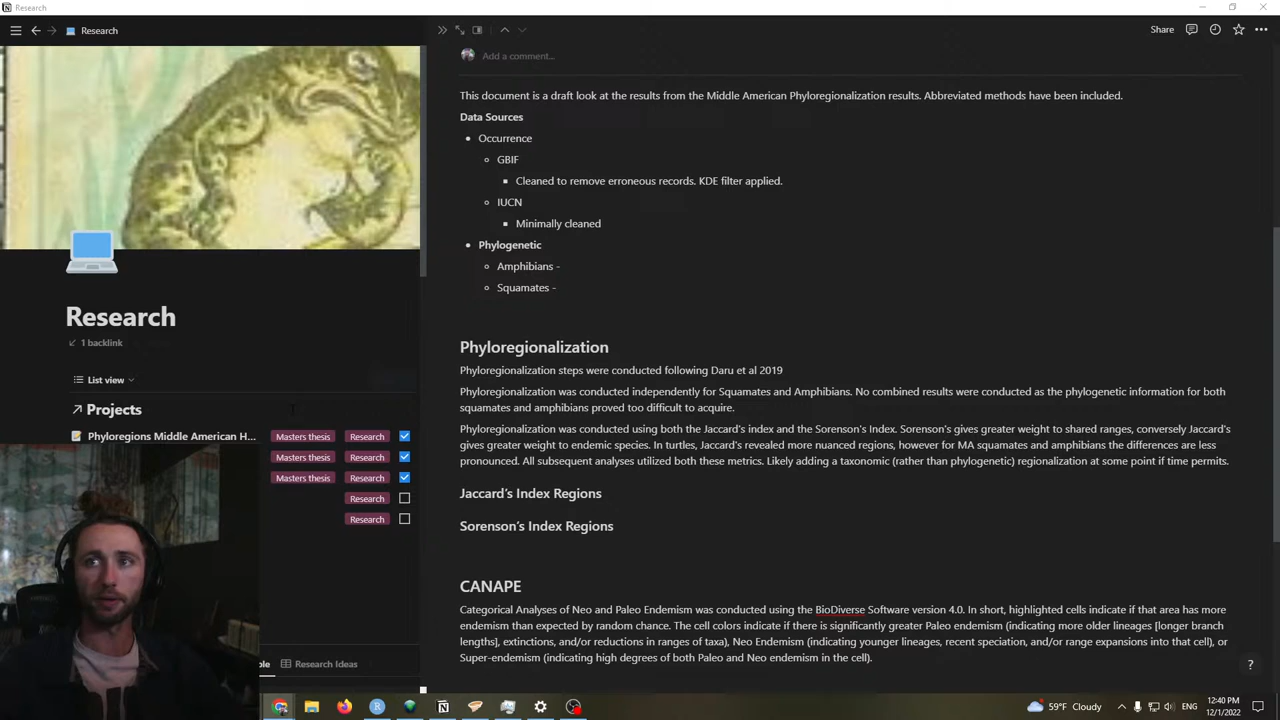 Research
Research
Share
Add a comment...
This document is a draft look at the results from the Middle American Phyloregionalization results. Abbreviated methods have been included.
Data Sources
Occurrence
GBIF
Cleaned to remove erroneous records. KDE filter applied.
IUCN
Minimally cleaned
Phylogenetic
Amphibians -
Squamates -
Research
1 backlink
List view
Projects
Phyloregions Middle American H...
Masters thesis Research
Masters thesis Research
Masters thesis Research
Research
Research
ble Research Ideas
Phyloregionalization
Phyloregionalization steps were conducted following Daru et al 2019
Phyloregionalization was conducted independently for Squamates and Amphibians. No combined results were conducted as the phylogenetic information for both
squamates and amphibians proved too difficult to acquire.
Phyloregionalization was conducted using both the Jaccard's index and the Sorenson's Index. Sorenson's gives greater weight to shared ranges, conversely Jaccard's
gives greater weight to endemic species. In turtles, Jaccard's revealed more nuanced regions, however for MA squamates and amphibians the differences are less
pronounced. All subsequent analyses utilized both these metrics. Likely adding a taxonomic (rather than phylogenetic) regionalization at some point if time permits.
Jaccard's Index Regions
Sorenson's Index Regions
CANAPE
Categorical Analyses of Neo and Paleo Endemism was conducted using the BioDiverse Software version 4.0. In short, highlighted cells indicate if that area has more
endemism than expected by random chance. The cell colors indicate if there is significantly greater Paleo endemism (indicating more older lineages [longer branch
lengths], extinctions, and/or reductions in ranges of taxa), Neo Endemism (indicating younger lineages, recent speciation, and/or range expansions into that cell), or
Super-endemism (indicating high degrees of both Paleo and Neo endemism in the cell).
?
59°F Cloudy
ENG
12:40 PM
12/1/2022